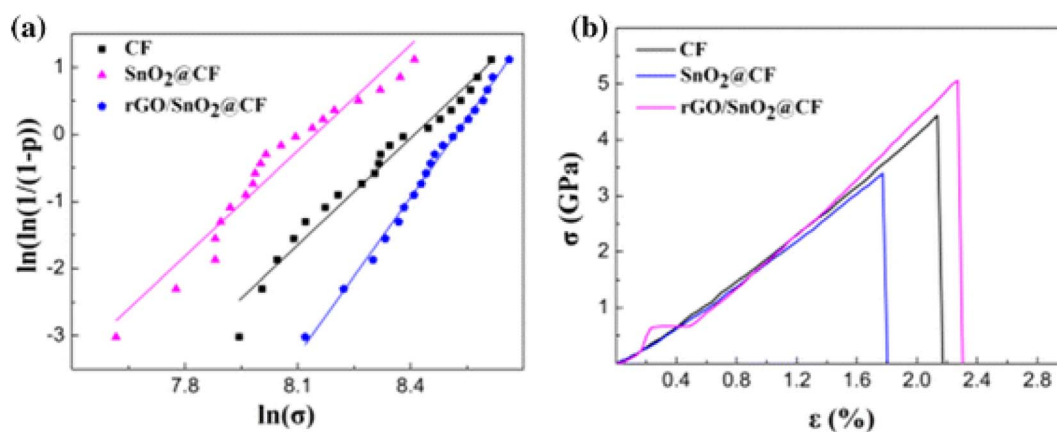 (a)
CF
SnO₂@CF
rGO/SnO₂@CF
ln(ln(1/(1-p)))
1
0
-1
-2
-3
7.8 8.1 8.4
ln(σ)
(b)
CF
SnO₂@CF
rGO/SnO₂@CF
σ (GPa)
6
5
4
3
2
1
0.4 1.2 1.6 2.0 2.4 2.8
ε (%)